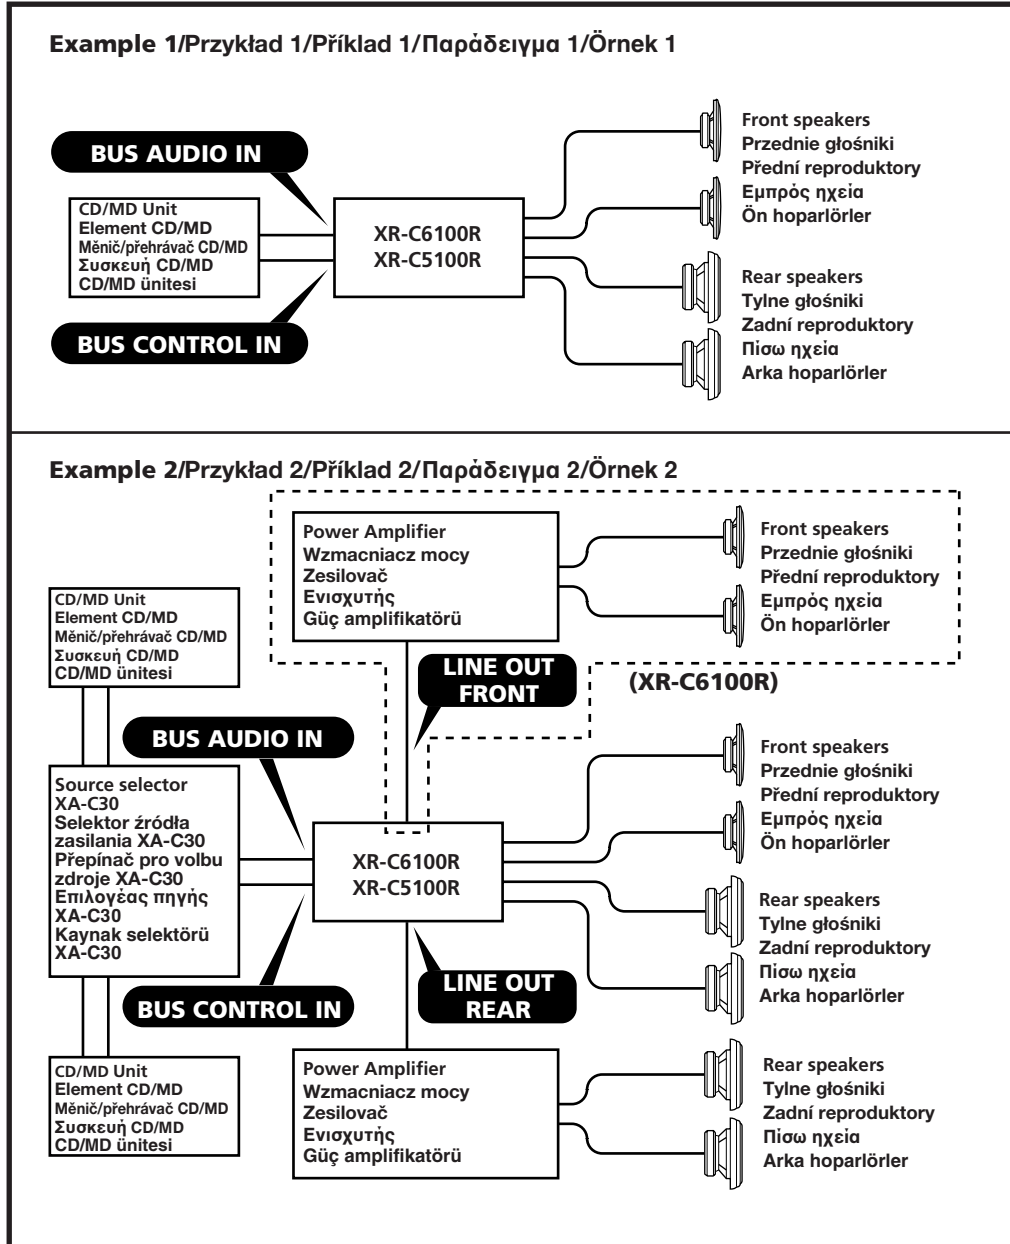 Example 1/Przykład 1/Příklad 1/Παράδειγμα 1/Örnek 1
BUS AUDIO IN
CD/MD Unit
Element CD/MD
Měnič/přehrávač CD/MD
Συσκευή CD/MD
CD/MD ünitesi
BUS CONTROL IN
XR-C6100R
XR-C5100R
Front speakers
Przednie głośniki
Přední reproduktory
Εμπρός ηχεία
Ön hoparlörler
Rear speakers
Tylne głośniki
Zadní reproduktory
Πίσω ηχεία
Arka hoparlörler
Example 2/Przykład 2/Příklad 2/Παράδειγμα 2/Örnek 2
Power Amplifier
Wzmacniacz mocy
Zesilovač
Ενισχυτής
Güç amplifikatörü
Front speakers
Przednie głośniki
Přední reproduktory
Εμπρός ηχεία
Ön hoparlörler
CD/MD Unit
Element CD/MD
Měnič/přehrávač CD/MD
Συσκευή CD/MD
CD/MD ünitesi
LINE OUT
FRONT
(XR-C6100R)
BUS AUDIO IN
Source selector
XA-C30
Selektor źródła
zasilania XA-C30
Přepínač pro volbu
zdroje XA-C30
Επιλογέας πηγής
XA-C30
Kaynak selektörü
XA-C30
XR-C6100R
XR-C5100R
Front speakers
Przednie głośniki
Přední reproduktory
Εμπρός ηχεία
Ön hoparlörler
Rear speakers
Tylne głośniki
Zadní reproduktory
Πίσω ηχεία
Arka hoparlörler
BUS CONTROL IN
LINE OUT
REAR
CD/MD Unit
Element CD/MD
Měnič/přehrávač CD/MD
Συσκευή CD/MD
CD/MD ünitesi
Power Amplifier
Wzmacniacz mocy
Zesilovač
Ενισχυτής
Güç amplifikatörü
Rear speakers
Tylne głośniki
Zadní reproduktory
Πίσω ηχεία
Arka hoparlörler